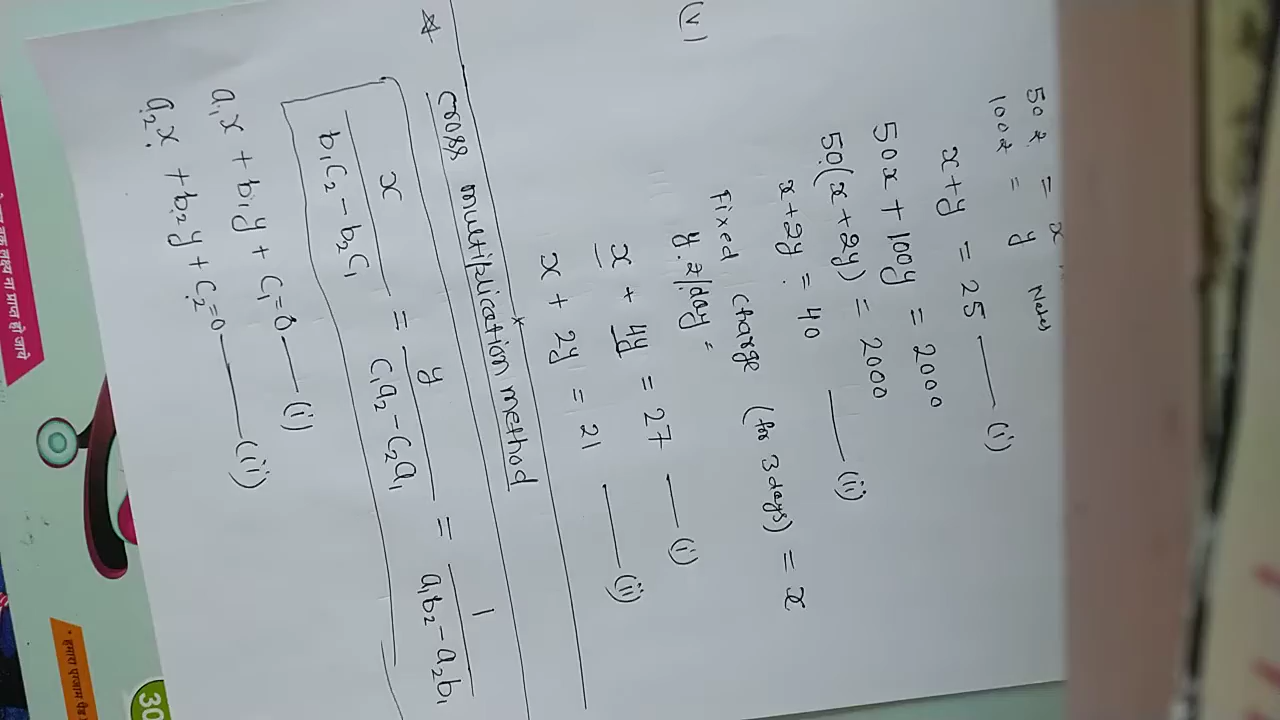 50 ₹ = x
100 ₹ = y Notes
x + y = 25 —— (i)
50x + 100y = 2000
50(x + 2y) = 2000
x + 2y = 40 —— (ii)
(v) Fixed charge (for 3 days) = x
y ₹/day =
x + 4y = 27 —— (i)
x + 2y = 21 —— (ii)
☆ cross multiplication method
x/(b₁c₂ - b₂c₁) = y/(c₁a₂ - c₂a₁) = 1/(a₁b₂ - a₂b₁)
a₁x + b₁y + c₁ = 0 —— (i)
a₂x + b₂y + c₂ = 0 —— (ii)
30